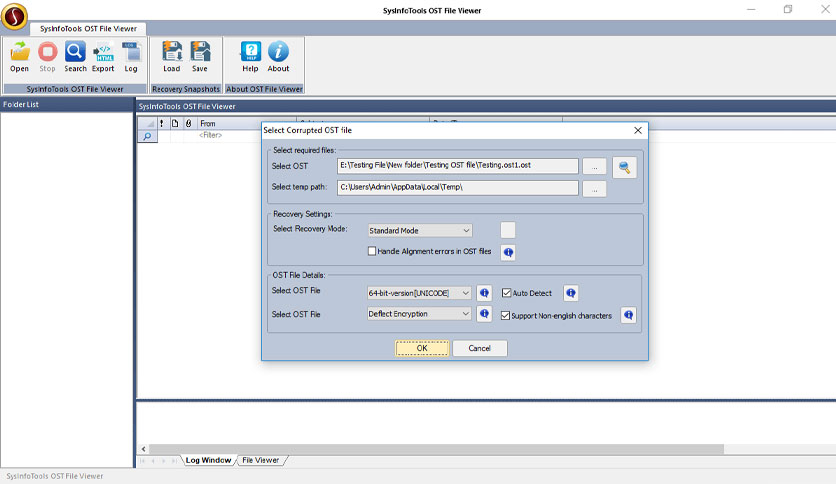 SysInfoTools OST File Viewer
SysInfoTools OST File Viewer
Open Stop Search Export Log Load Save Help About
SysInfoTools OST File Viewer Recovery Snapshots About OST File Viewer
Folder List
SysInfoTools OST File Viewer
! From
<Filter>
Select Corrupted OST file
Select required files:
Select OST E:\Testing File\New folder\Testing OST file\Testing.ost1.ost ...
Select temp path: C:\Users\Admin\AppData\Local\Temp\ ...
Recovery Settings:
Select Recovery Mode: Standard Mode
Handle Alignment errors in OST files
OST File Details:
Select OST File 64-bit-version[UNICODE] Auto Detect
Select OST File Deflect Encryption Support Non-english characters
OK Cancel
Log Window File Viewer
SysInfoTools OST File Viewer